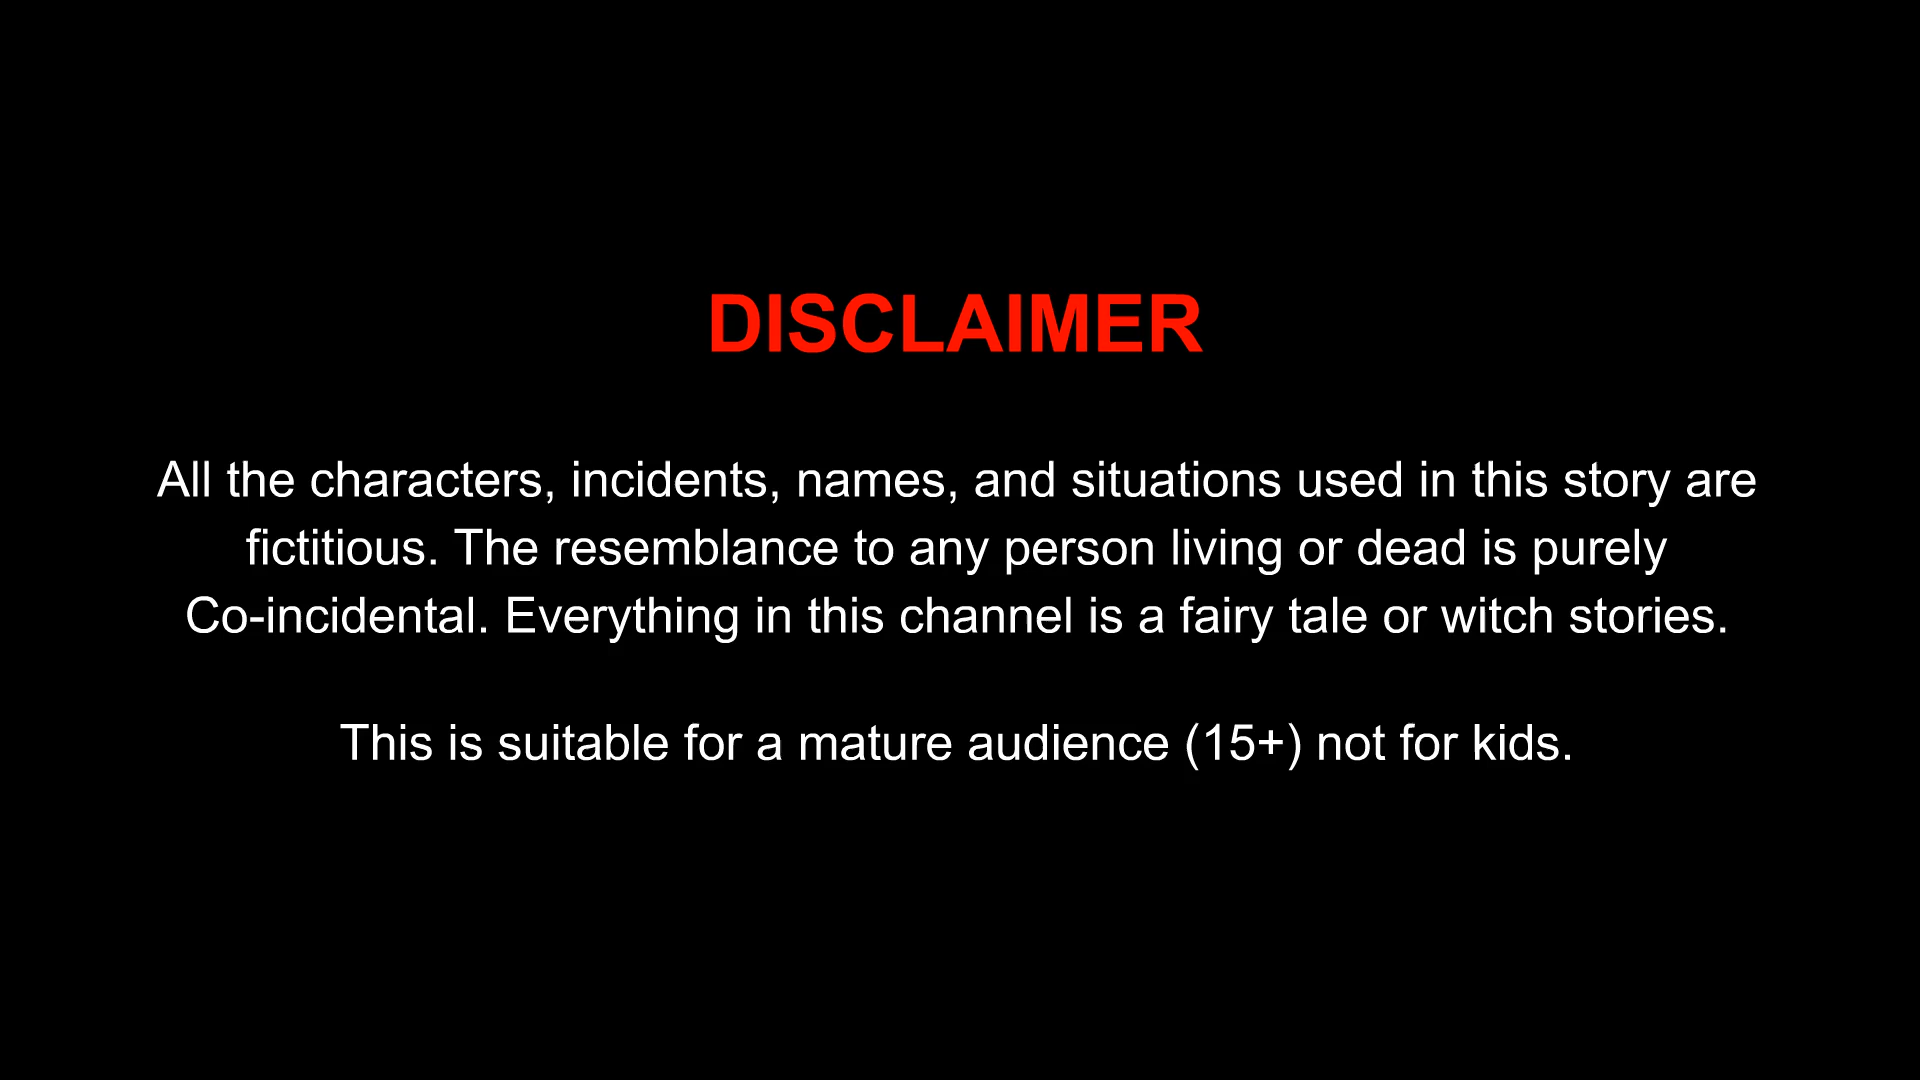 DISCLAIMER
All the characters, incidents, names, and situations used in this story are
fictitious. The resemblance to any person living or dead is purely
Co-incidental. Everything in this channel is a fairy tale or witch stories.
This is suitable for a mature audience (15+) not for kids.